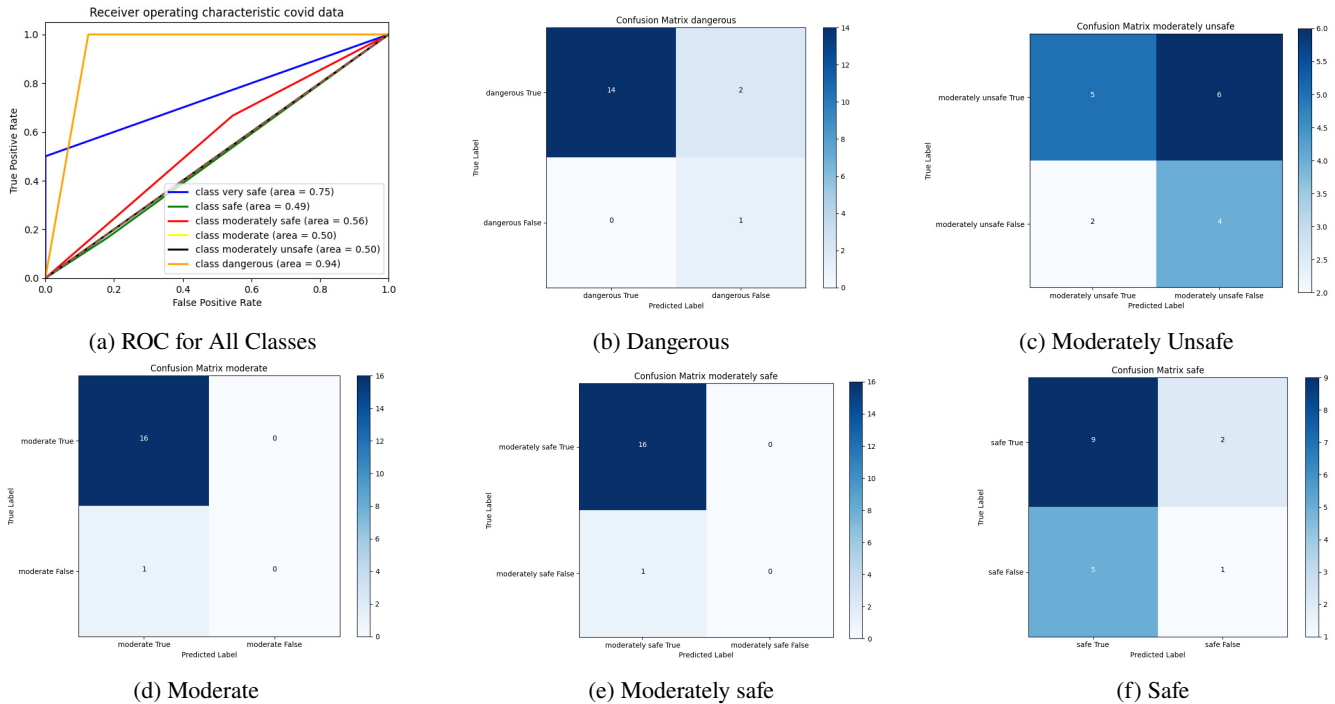 Receiver operating characteristic covid data
True Positive Rate
1.0
0.8
0.6
0.4
0.2
0.0
class very safe (area = 0.75)
class safe (area = 0.49)
class moderately safe (area = 0.56)
class moderate (area = 0.50)
class moderately unsafe (area = 0.50)
class dangerous (area = 0.94)
0.0 0.2 0.4 0.6 0.8 1.0
False Positive Rate
(a) ROC for All Classes
Confusion Matrix dangerous
True Label
dangerous True 14 2
dangerous False 0 1
dangerous True dangerous False
Predicted Label
14
12
10
8
6
4
2
0
(b) Dangerous
Confusion Matrix moderately unsafe
True Label
moderately unsafe True 5 6
moderately unsafe False 2 4
moderately unsafe True moderately unsafe False
Predicted Label
6.0
5.5
5.0
4.5
4.0
3.5
3.0
2.5
2.0
(c) Moderately Unsafe
Confusion Matrix moderate
True Label
moderate True 16 0
moderate False 1 0
moderate True moderate False
Predicted Label
16
14
12
10
8
6
4
2
0
(d) Moderate
Confusion Matrix moderately safe
True Label
moderately safe True 16 0
moderately safe False 1 0
moderately safe True moderately safe False
Predicted Label
16
14
12
10
8
6
4
2
0
(e) Moderately safe
Confusion Matrix safe
True Label
safe True 9 2
safe False 5 1
safe True safe False
Predicted Label
9
8
7
6
5
4
3
2
1
(f) Safe